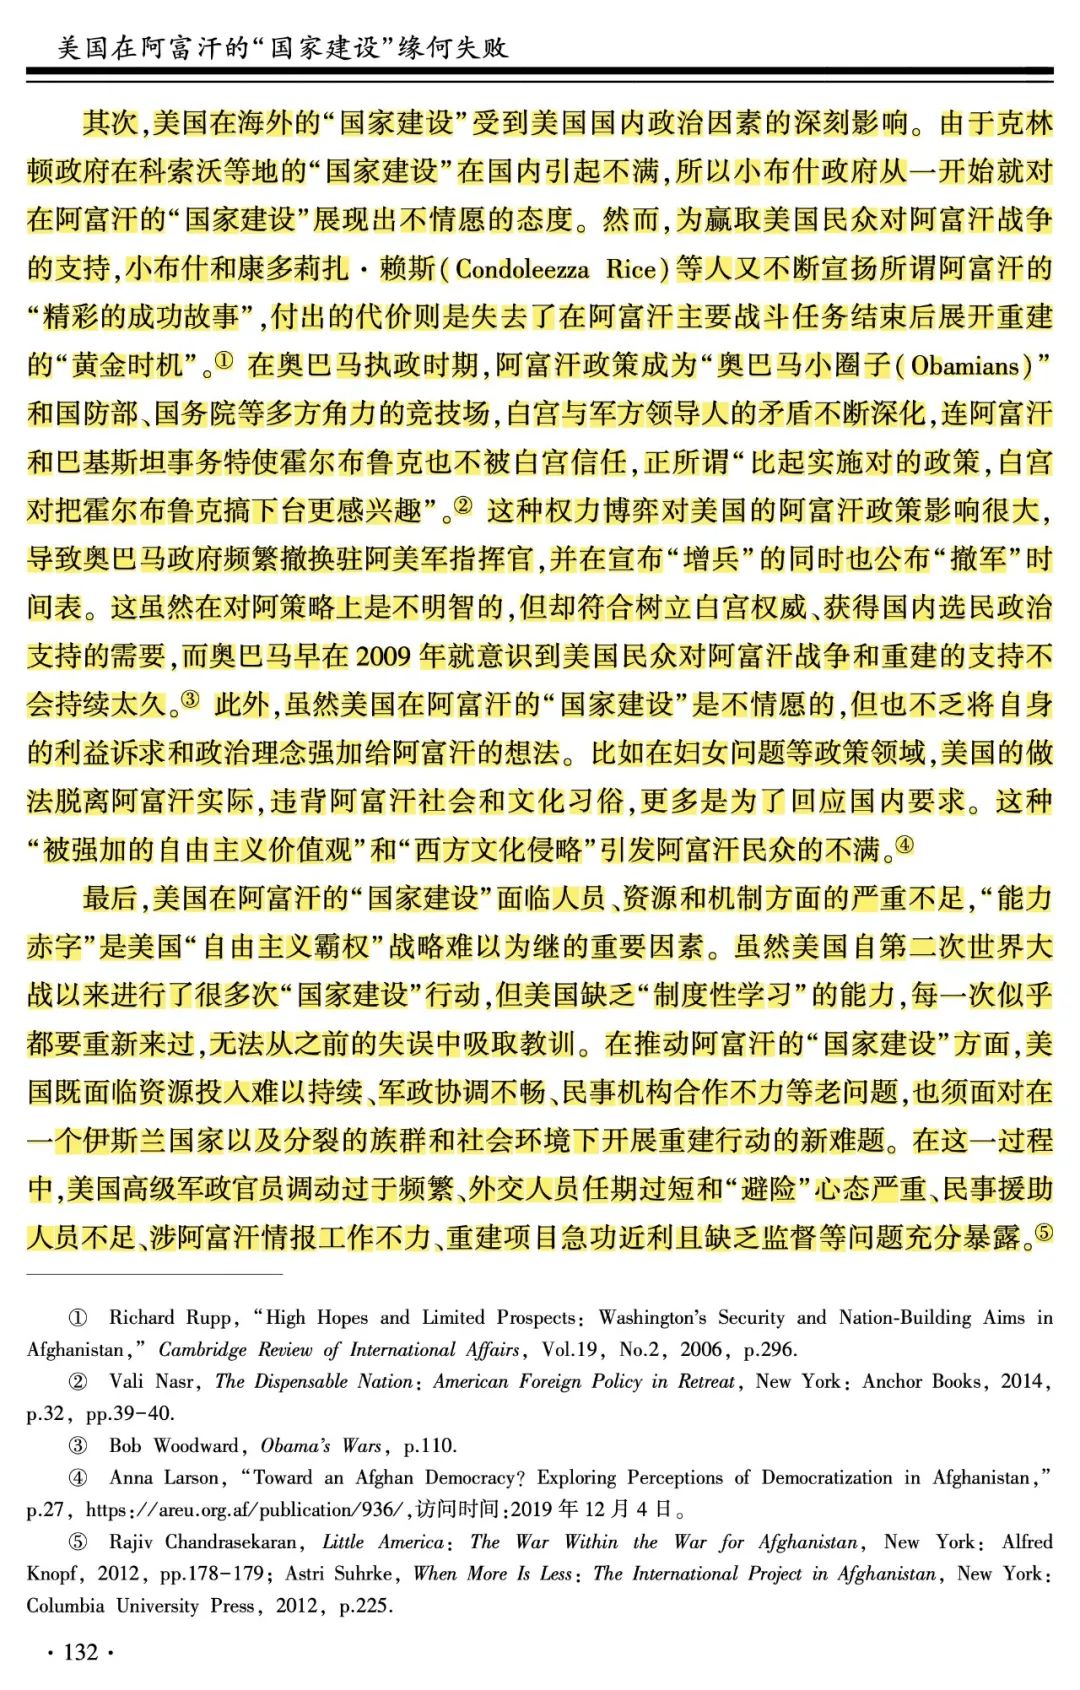 美国在阿富汗的“国家建设”缘何失败
其次,美国在海外的“国家建设”受到美国国内政治因素的深刻影响。由于克林
顿政府在科索沃等地的“国家建设”在国内引起不满,所以小布什政府从一开始就对
在阿富汗的“国家建设”展现出不情愿的态度。然而,为赢取美国民众对阿富汗战争
的支持,小布什和康多莉扎·赖斯(Condoleezza Rice)等人又不断宣扬所谓阿富汗的
“精彩的成功故事”,付出的代价则是失去了在阿富汗主要战斗任务结束后展开重建
的“黄金时机”。① 在奥巴马执政时期,阿富汗政策成为“奥巴马小圈子(Obamians)”
和国防部、国务院等多方角力的竞技场,白宫与军方领导人的矛盾不断深化,连阿富汗
和巴基斯坦事务特使霍尔布鲁克也不被白宫信任,正所谓“比起实施对的政策,白宫
对把霍尔布鲁克搞下台更感兴趣”。② 这种权力博弈对美国的阿富汗政策影响很大,
导致奥巴马政府频繁撤换驻阿美军指挥官,并在宣布“增兵”的同时也公布“撤军”时
间表。这虽然在对阿策略上是不明智的,但却符合树立白宫权威、获得国内选民政治
支持的需要,而奥巴马早在 2009 年就意识到美国民众对阿富汗战争和重建的支持不
会持续太久。③ 此外,虽然美国在阿富汗的“国家建设”是不情愿的,但也不乏将自身
的利益诉求和政治理念强加给阿富汗的想法。比如在妇女问题等政策领域,美国的做
法脱离阿富汗实际,违背阿富汗社会和文化习俗,更多是为了回应国内要求。这种
“被强加的自由主义价值观”和“西方文化侵略”引发阿富汗民众的不满。④
最后,美国在阿富汗的“国家建设”面临人员、资源和机制方面的严重不足,“能力
赤字”是美国“自由主义霸权”战略难以为继的重要因素。虽然美国自第二次世界大
战以来进行了很多次“国家建设”行动,但美国缺乏“制度性学习”的能力,每一次似乎
都要重新来过,无法从之前的失误中吸取教训。在推动阿富汗的“国家建设”方面,美
国既面临资源投入难以持续、军政协调不畅、民事机构合作不力等老问题,也须面对在
一个伊斯兰国家以及分裂的族群和社会环境下开展重建行动的新难题。在这一过程
中,美国高级军政官员调动过于频繁、外交人员任期过短和“避险”心态严重、民事援助
人员不足、涉阿富汗情报工作不力、重建项目急功近利且缺乏监督等问题充分暴露。⑤
① Richard Rupp, “High Hopes and Limited Prospects: Washington’s Security and Nation-Building Aims in
Afghanistan,” Cambridge Review of International Affairs, Vol.19, No.2, 2006, p.296.
② Vali Nasr, The Dispensable Nation: American Foreign Policy in Retreat, New York: Anchor Books, 2014,
p.32, pp.39-40.
③ Bob Woodward, Obama’s Wars, p.110.
④ Anna Larson, “Toward an Afghan Democracy? Exploring Perceptions of Democratization in Afghanistan,”
p.27, https://areu.org.af/publication/936/,访问时间:2019 年 12 月 4 日。
⑤ Rajiv Chandrasekaran, Little America: The War Within the War for Afghanistan, New York: Alfred
Knopf, 2012, pp.178-179; Astri Suhrke, When More Is Less: The International Project in Afghanistan, New York:
Columbia University Press, 2012, p.225.
·132·